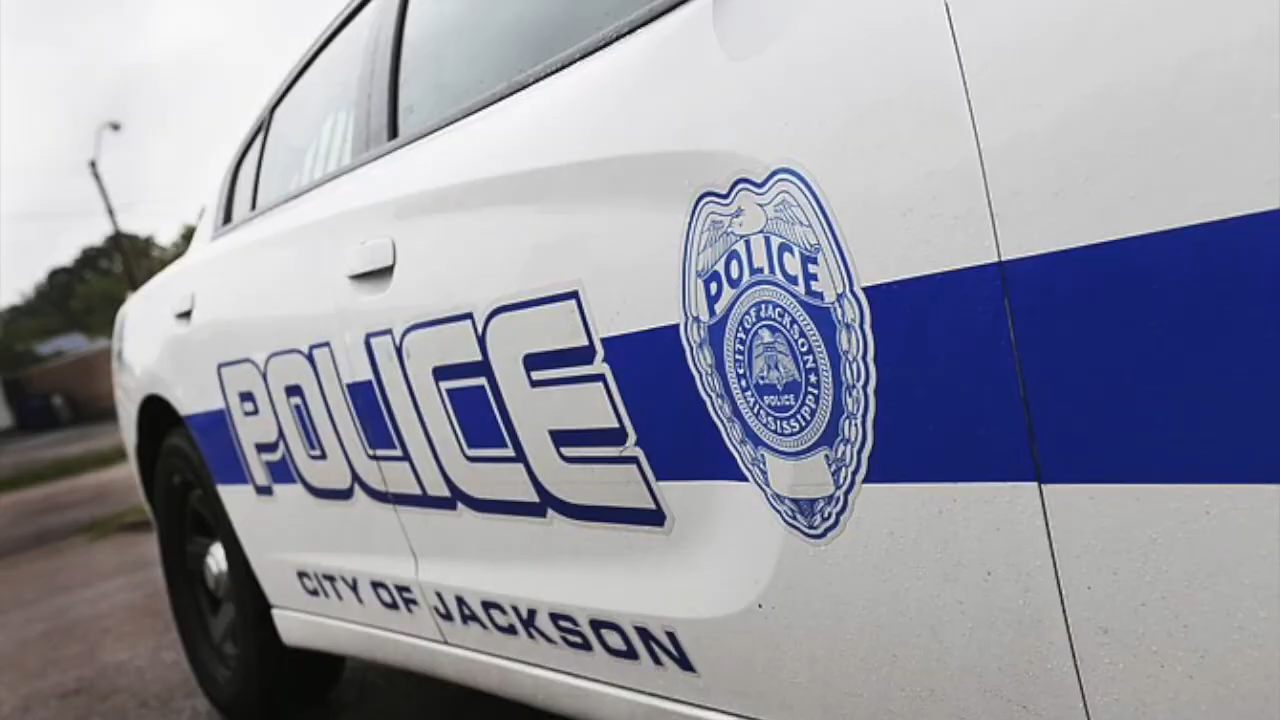 POLICE
CITY OF JACKSON
POLICE
CITY OF JACKSON
POLICE
MISSISSIPPI